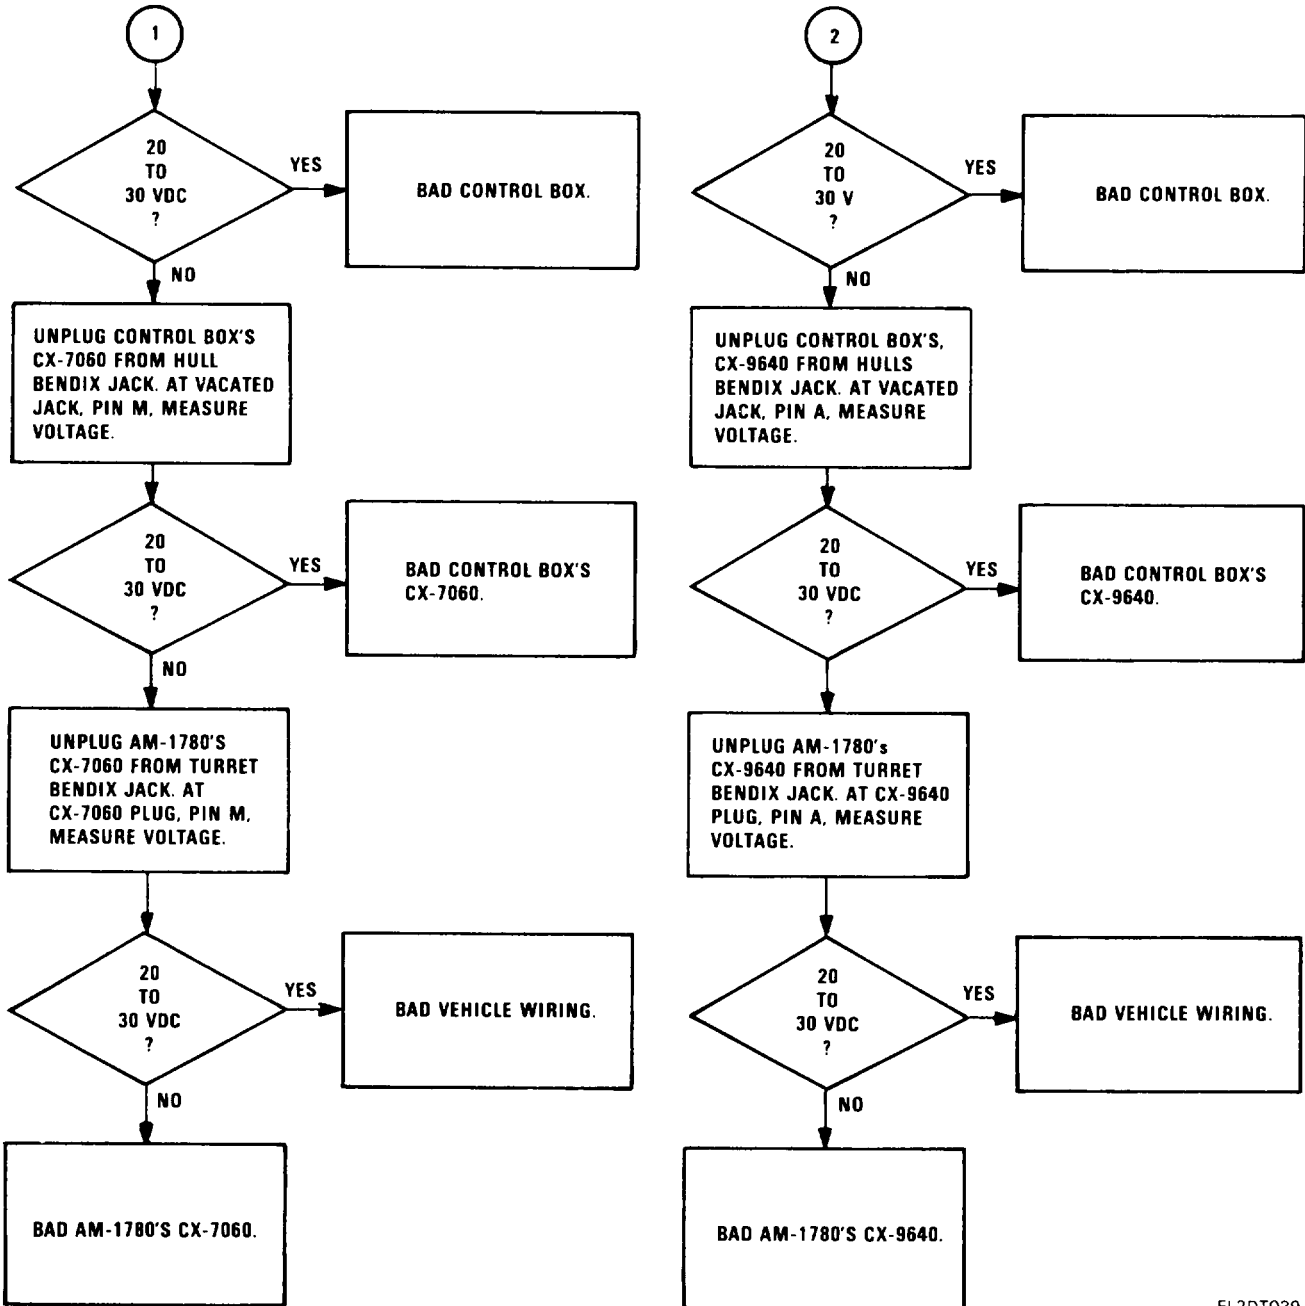 1
20
TO
30 VDC
?
YES
BAD CONTROL BOX.
NO
UNPLUG CONTROL BOX'S
CX-7060 FROM HULL
BENDIX JACK. AT VACATED
JACK, PIN M, MEASURE
VOLTAGE.
20
TO
30 VDC
?
YES
BAD CONTROL BOX'S
CX-7060.
NO
UNPLUG AM-1780'S
CX-7060 FROM TURRET
BENDIX JACK. AT
CX-7060 PLUG, PIN M,
MEASURE VOLTAGE.
20
TO
30 VDC
?
YES
BAD VEHICLE WIRING.
NO
BAD AM-1780'S CX-7060.
2
20
TO
30 V
?
YES
BAD CONTROL BOX.
NO
UNPLUG CONTROL BOX'S,
CX-9640 FROM HULLS
BENDIX JACK. AT VACATED
JACK, PIN A, MEASURE
VOLTAGE.
20
TO
30 VDC
?
YES
BAD CONTROL BOX'S
CX-9640.
NO
UNPLUG AM-1780's
CX-9640 FROM TURRET
BENDIX JACK. AT CX-9640
PLUG, PIN A, MEASURE
VOLTAGE.
20
TO
30 VDC
?
YES
BAD VEHICLE WIRING.
NO
BAD AM-1780'S CX-9640.